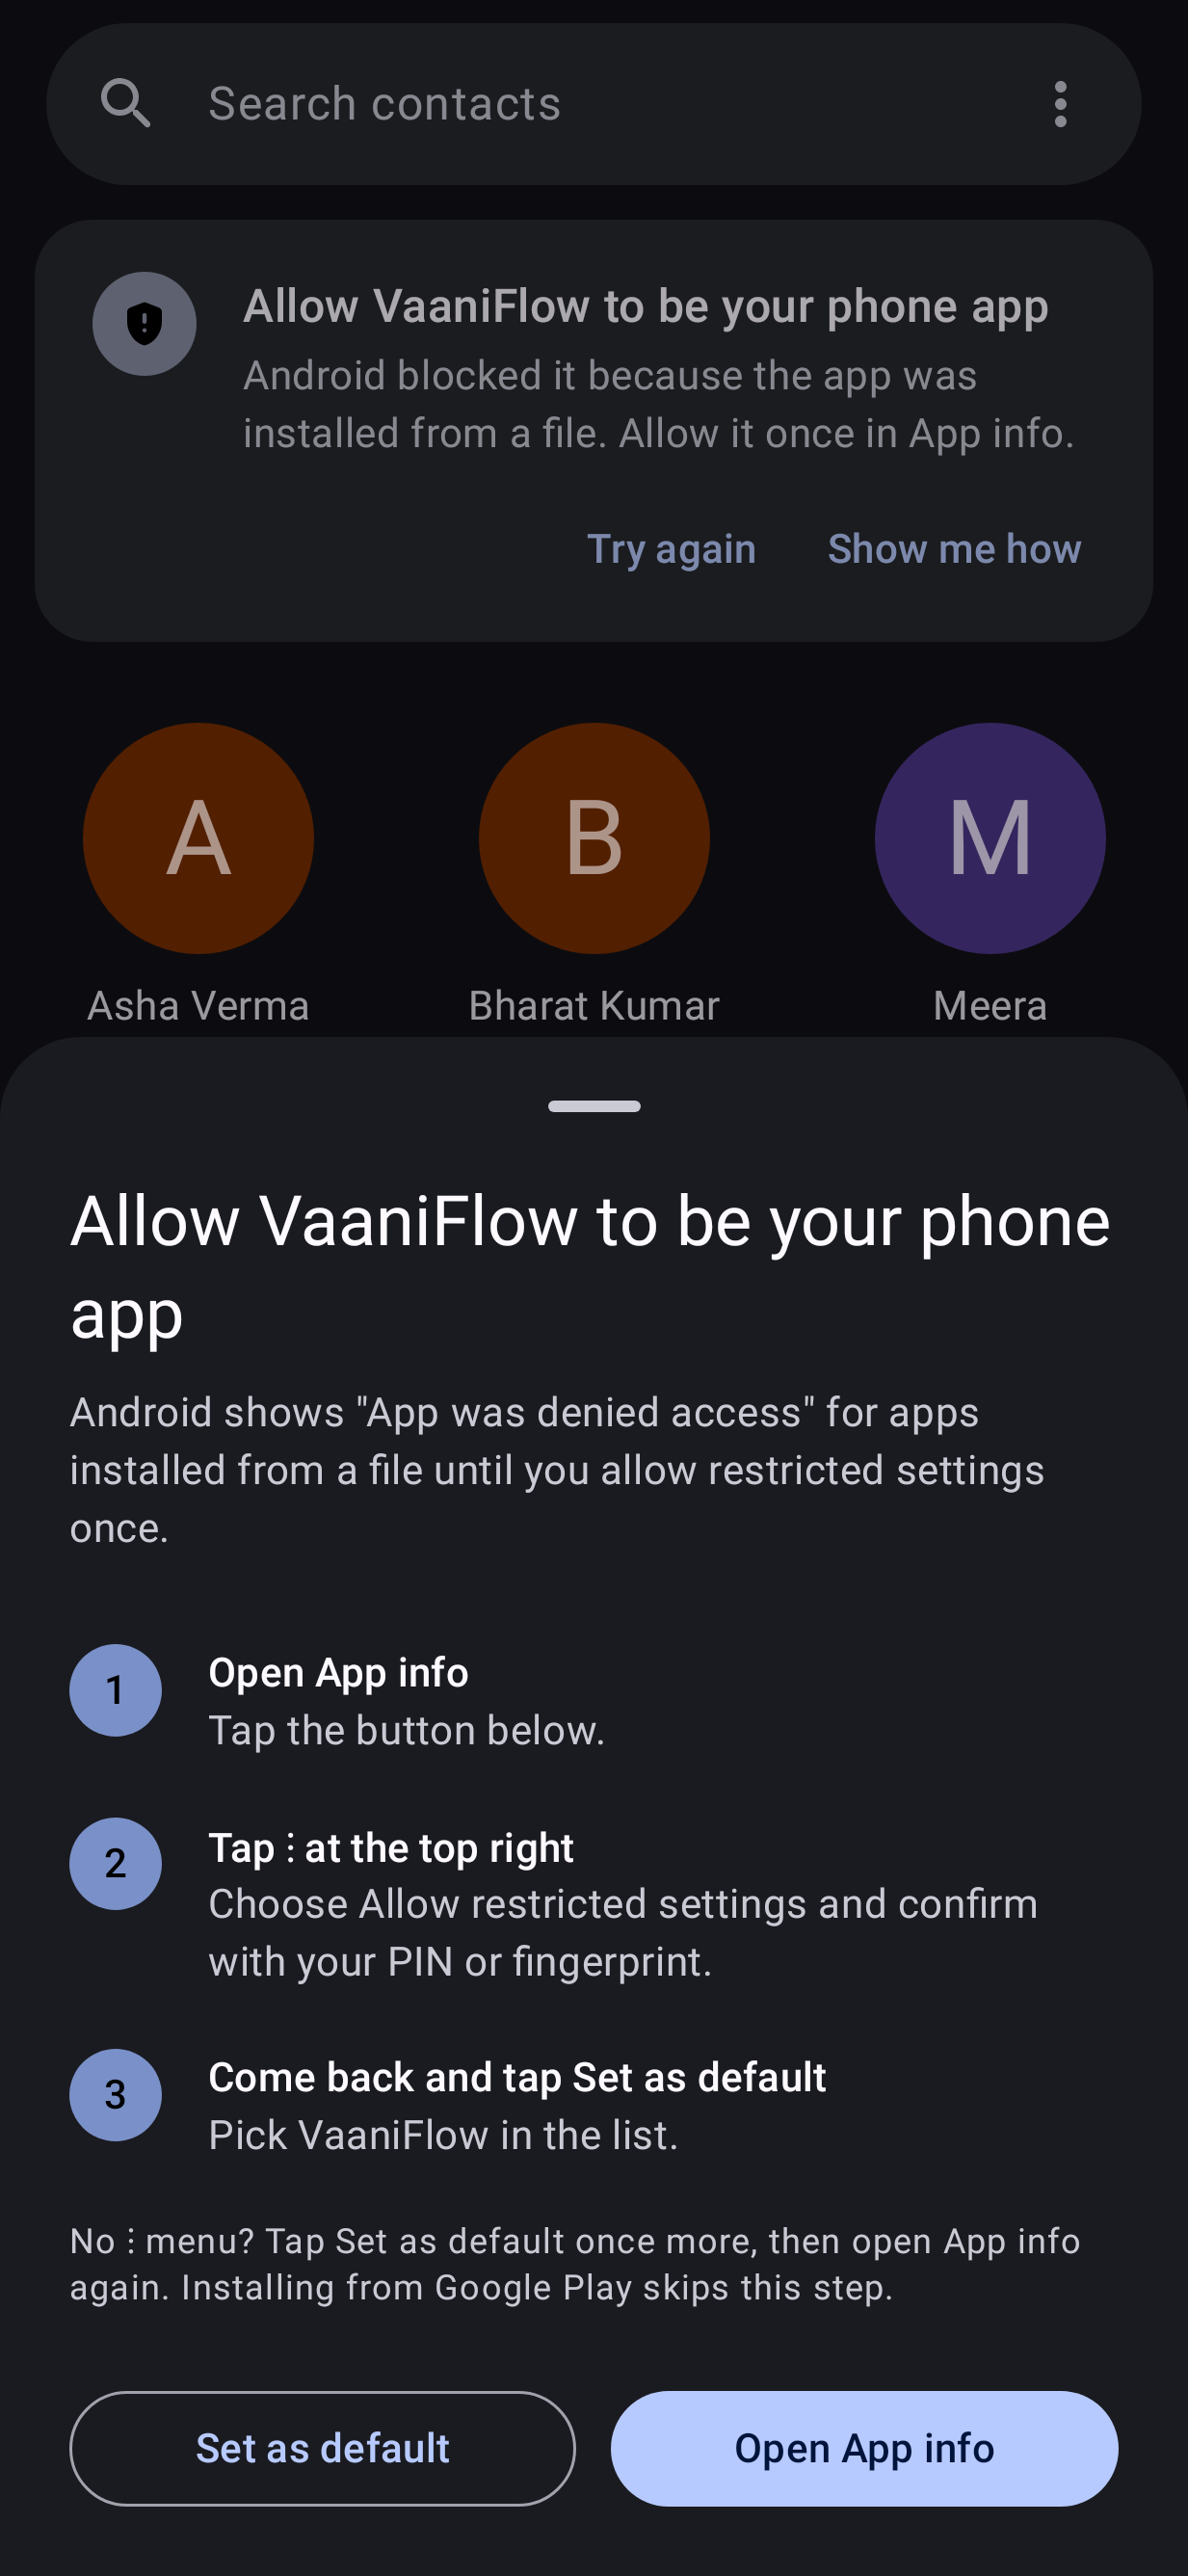 Search contacts
Allow VaaniFlow to be your phone app
Android blocked it because the app was
installed from a file. Allow it once in App info.
Try again Show me how
A B M
Asha Verma Bharat Kumar Meera
Allow VaaniFlow to be your phone
app
Android shows "App was denied access" for apps
installed from a file until you allow restricted settings
once.
1 Open App info
Tap the button below.
2 Tap ⋮ at the top right
Choose Allow restricted settings and confirm
with your PIN or fingerprint.
3 Come back and tap Set as default
Pick VaaniFlow in the list.
No ⋮ menu? Tap Set as default once more, then open App info
again. Installing from Google Play skips this step.
Set as default Open App info